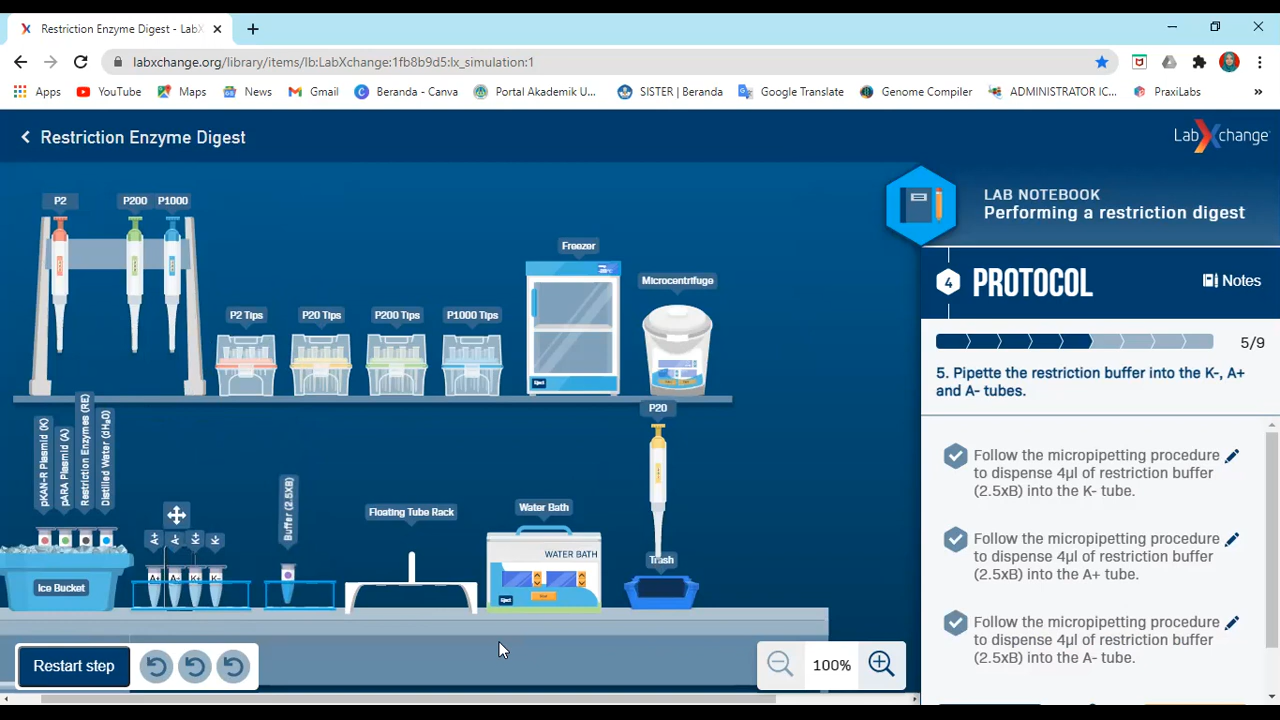 Restriction Enzyme Digest - LabX
labxchange.org/library/items/lb:LabXchange:1fb8b9d5:lx_simulation:1
Apps YouTube Maps News Gmail Beranda - Canva Portal Akademik U... SISTER | Beranda Google Translate Genome Compiler ADMINISTRATOR IC... PraxiLabs »
Restriction Enzyme Digest
LabXchange
LAB NOTEBOOK
Performing a restriction digest
4 PROTOCOL Notes
5/9
5. Pipette the restriction buffer into the K-, A+
and A- tubes.
Follow the micropipetting procedure
to dispense 4µl of restriction buffer
(2.5xB) into the K- tube.
Follow the micropipetting procedure
to dispense 4µl of restriction buffer
(2.5xB) into the A+ tube.
Follow the micropipetting procedure
to dispense 4µl of restriction buffer
(2.5xB) into the A- tube.
P2 P200 P1000
Freezer
Microcentrifuge
P2 Tips P20 Tips P200 Tips P1000 Tips
Eject
P20
pKAN-R Plasmid (K)
pARA Plasmid (A)
Restriction Enzymes (RE)
Distilled Water (dH₂0)
Buffer (2.5XB)
Floating Tube Rack
Water Bath
WATER BATH
Eject
Trash
A+ A- K+ K-
A+ A- K+ K-
Ice Bucket
Restart step
100%